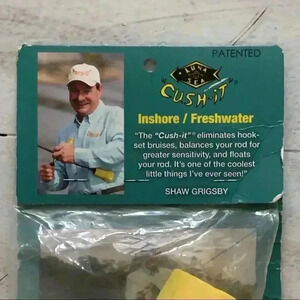 PATENTED
LUNA
SEA
"CUSH-IT"
Inshore / Freshwater
"The "Cush-it"® eliminates hook-
set bruises, balances your rod for
greater sensitivity, and floats
your rod. It's one of the coolest
little things I've ever seen!"
SHAW GRIGSBY